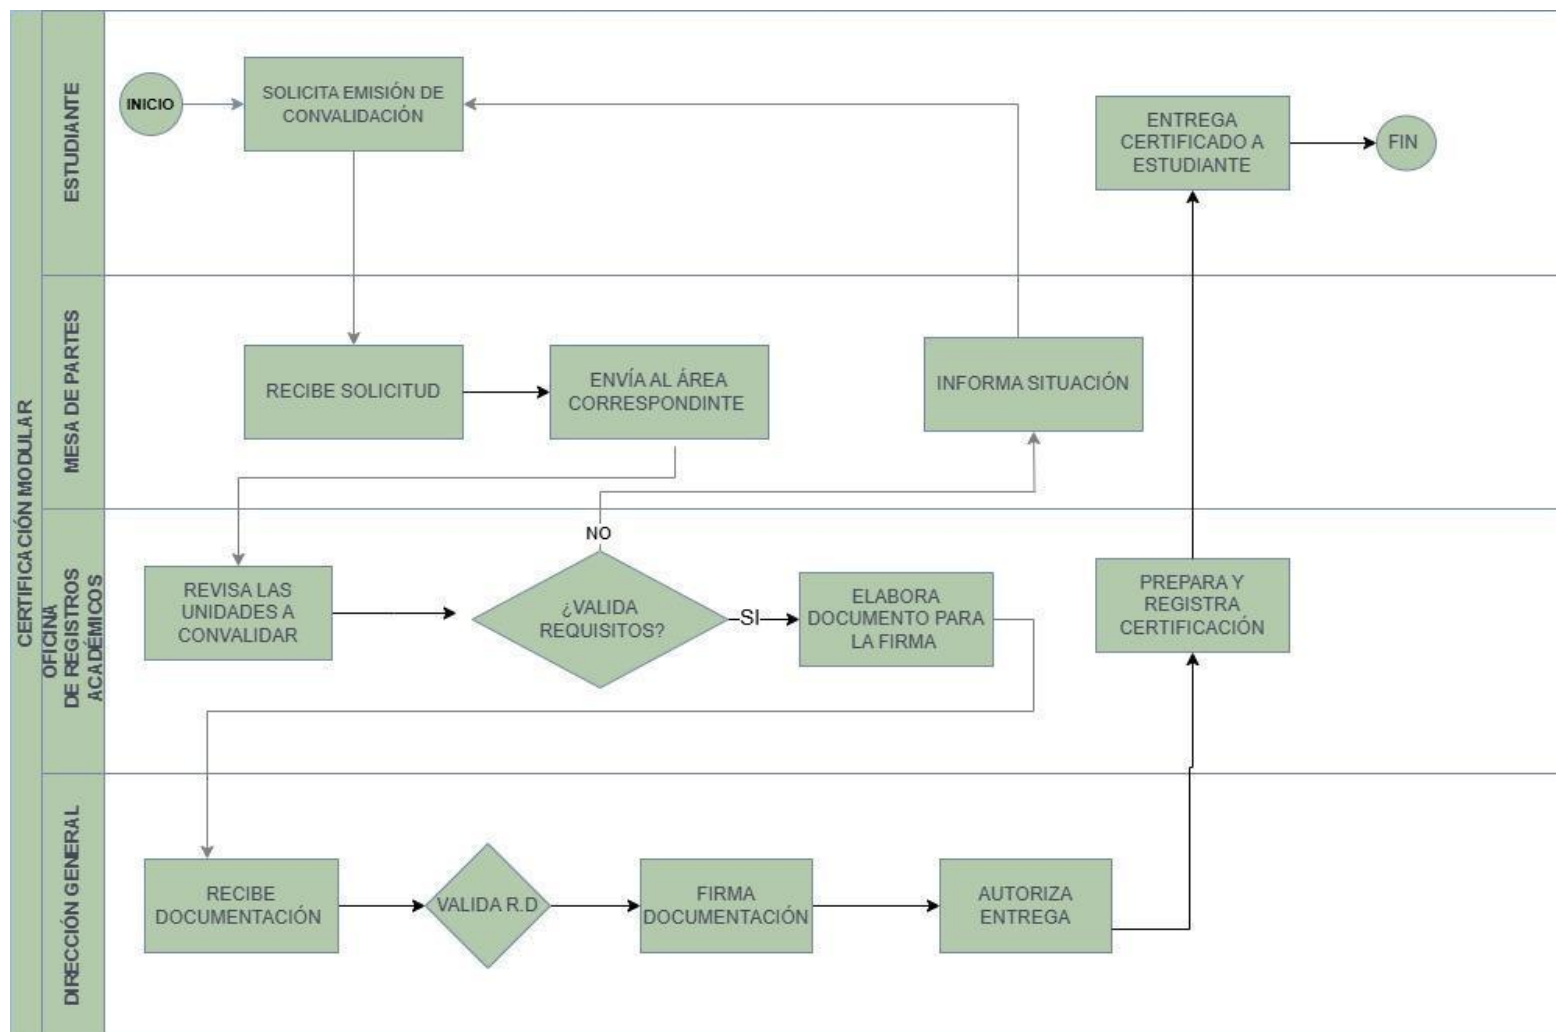 CERTIFICACIÓN MODULAR
ESTUDIANTE
INICIO
SOLICITA EMISIÓN DE
CONVALIDACIÓN
ENTREGA
CERTIFICADO A
ESTUDIANTE
FIN
MESA DE PARTES
RECIBE SOLICITUD
ENVÍA AL ÁREA
CORRESPONDINTE
INFORMA SITUACIÓN
OFICINA
DE REGISTROS
ACADÉMICOS
REVISA LAS
UNIDADES A
CONVALIDAR
NO
¿VALIDA
REQUISITOS?
SI
ELABORA
DOCUMENTO PARA
LA FIRMA
PREPARA Y
REGISTRA
CERTIFICACIÓN
DIRECCIÓN GENERAL
RECIBE
DOCUMENTACIÓN
VALIDA R.D
FIRMA
DOCUMENTACIÓN
AUTORIZA
ENTREGA